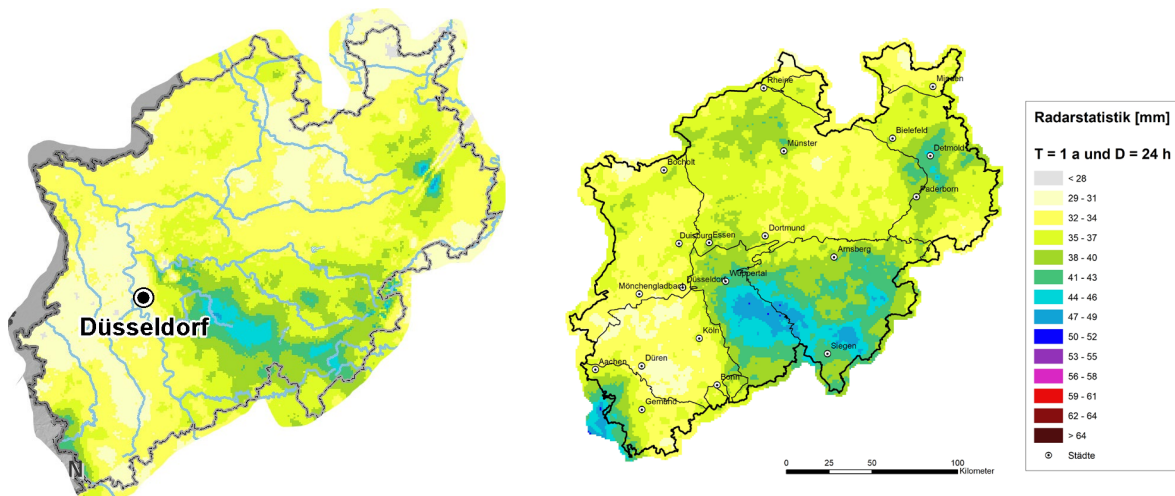 Düsseldorf
N
Rheine
Minden
Bielefeld
Münster
Detmold
Bocholt
Paderborn
Duisburg
Essen
Dortmund
Arnsberg
Wuppertal
Düsseldorf
Mönchengladbach
Köln
Siegen
Aachen
Düren
Bonn
Gemünd
0 25 50 100
Kilometer
Radarstatistik [mm]
T = 1 a und D = 24 h
< 28
29 - 31
32 - 34
35 - 37
38 - 40
41 - 43
44 - 46
47 - 49
50 - 52
53 - 55
56 - 58
59 - 61
62 - 64
> 64
Städte